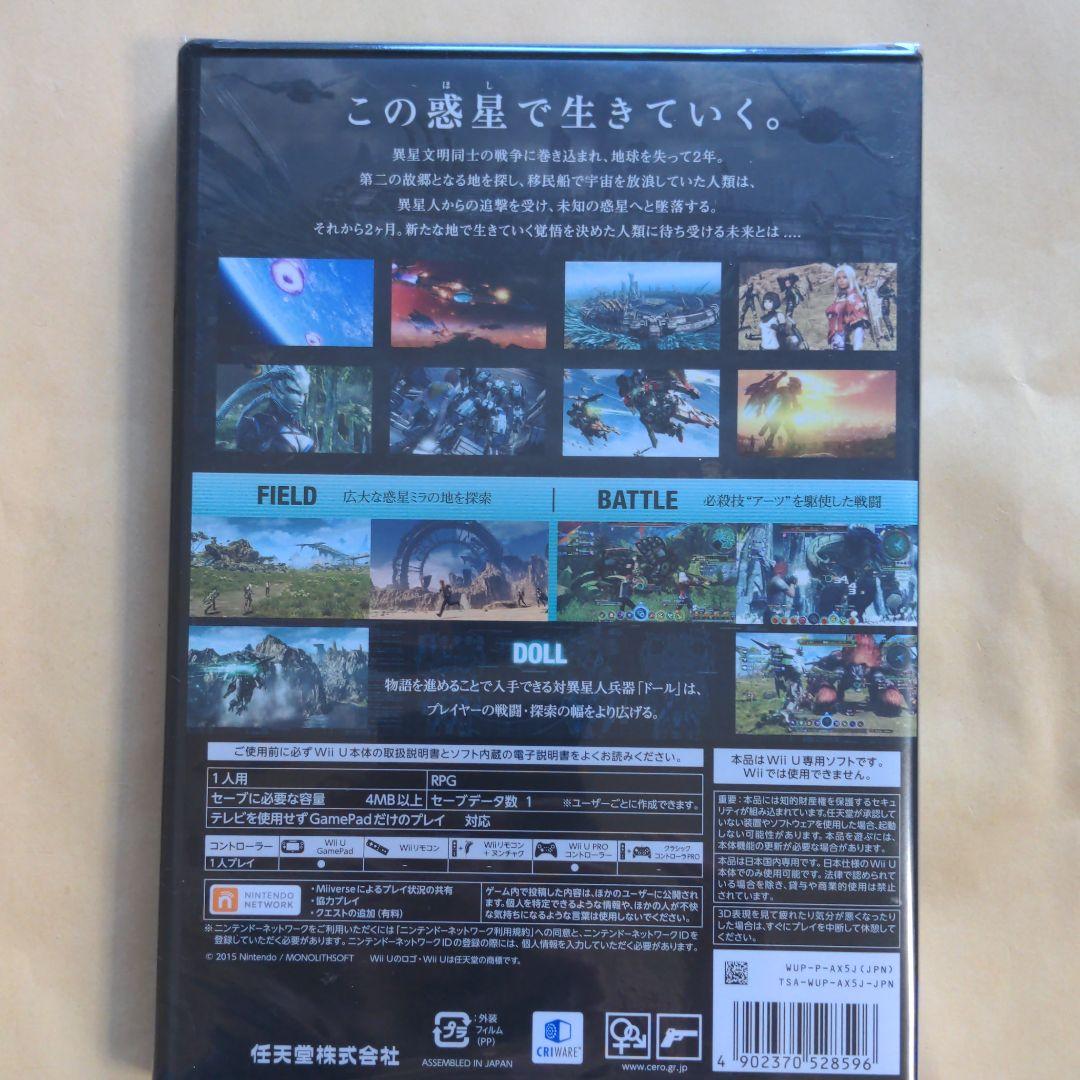 ほし
この惑星で生きていく。
異星文明同士の戦争に巻き込まれ、地球を失って2年。
第二の故郷となる地を探し、移民船で宇宙を放浪していた人類は、
異星人からの追撃を受け、未知の惑星へと墜落する。
それから2ヶ月。新たな地で生きていく覚悟を決めた人類に待ち受ける未来とは....
FIELD 広大な惑星ミラの地を探索
BATTLE 必殺技“アーツ”を駆使した戦闘
DOLL
物語を進めることで入手できる対異星人兵器「ドール」は、
プレイヤーの戦闘・探索の幅をより広げる。
ご使用前に必ずWii U本体の取扱説明書とソフト内蔵の電子説明書をよくお読みください。
1人用 RPG
セーブに必要な容量 4MB以上 セーブデータ数 1 ※ユーザーごとに作成できます。
テレビを使用せずGamePadだけのプレイ 対応
コントローラー Wii U GamePad Wiiリモコン Wiiリモコン+ヌンチャク Wii U PRO コントローラー クラシックコントローラPRO
1人プレイ ● - - ● -
NINTENDO NETWORK
・Miiverseによるプレイ状況の共有
・協力プレイ
・クエストの追加(有料)
ゲーム内で投稿した内容は、ほかのユーザーに公開され
ます。個人を特定できるような情報や、ほかの人が不快
な気持ちになるような言葉は使用しないでください。
※ニンテンドーネットワークをご利用いただくには「ニンテンドーネットワーク利用規約」への同意と、ニンテンドーネットワークIDを
登録していただく必要があります。ニンテンドーネットワークIDの登録の際には、個人情報を入力していただく必要があります。
© 2015 Nintendo / MONOLITHSOFT Wii Uのロゴ・Wii Uは任天堂の商標です。
本品はWii U専用ソフトです。
Wiiでは使用できません。
重要:本品には知的財産権を保護するセキュ
リティが組み込まれています。任天堂が承認してい
ない装置やソフトウェアを使用した場合、起動
しない可能性があります。本品を遊ぶには、
本体機能の更新が必要な場合があります。
本品は日本国内専用です。日本仕様のWii U
本体でのみ使用可能です。法律で認められて
いる場合を除き、貸与や商業的使用は禁止
されています。
3D表現を見て疲れたり気分が悪くなったり
した場合は、すぐにプレイを中断して休憩して
ください。
WUP-P-AX5J(JPN)
TSA-WUP-AX5J-JPN
任天堂株式会社
プラ
:外装
フィルム
(PP)
ASSEMBLED IN JAPAN
CRIWARE™
www.cero.gr.jp
4 902370 528596